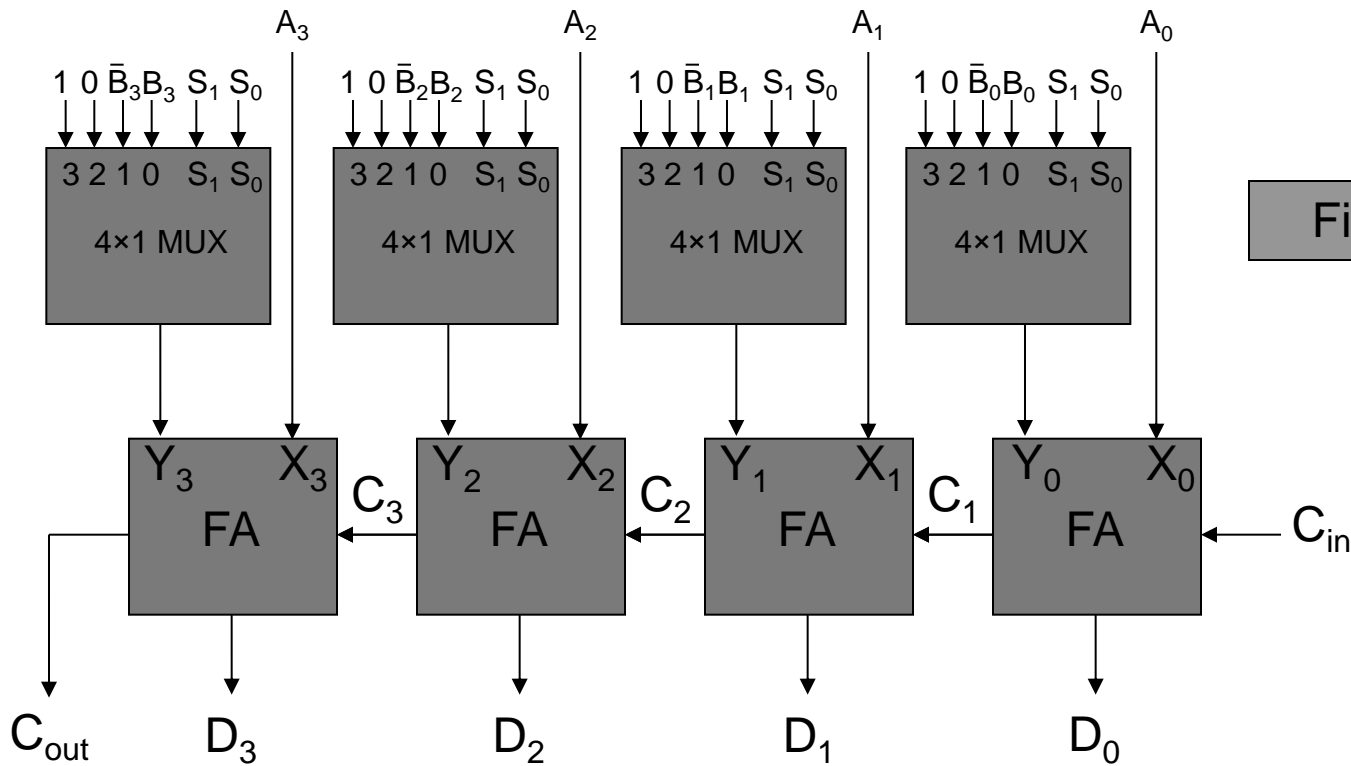 A₃ A₂ A₁ A₀
1 0 B̄₃ B₃ S₁ S₀ 1 0 B̄₂ B₂ S₁ S₀ 1 0 B̄₁ B₁ S₁ S₀ 1 0 B̄₀ B₀ S₁ S₀
3 2 1 0 S₁ S₀ 3 2 1 0 S₁ S₀ 3 2 1 0 S₁ S₀ 3 2 1 0 S₁ S₀
Fi
4×1 MUX 4×1 MUX 4×1 MUX 4×1 MUX
Y₃ X₃ Y₂ X₂ Y₁ X₁ Y₀ X₀
C₃ C₂ C₁
FA FA FA FA C_in
C_out D₃ D₂ D₁ D₀